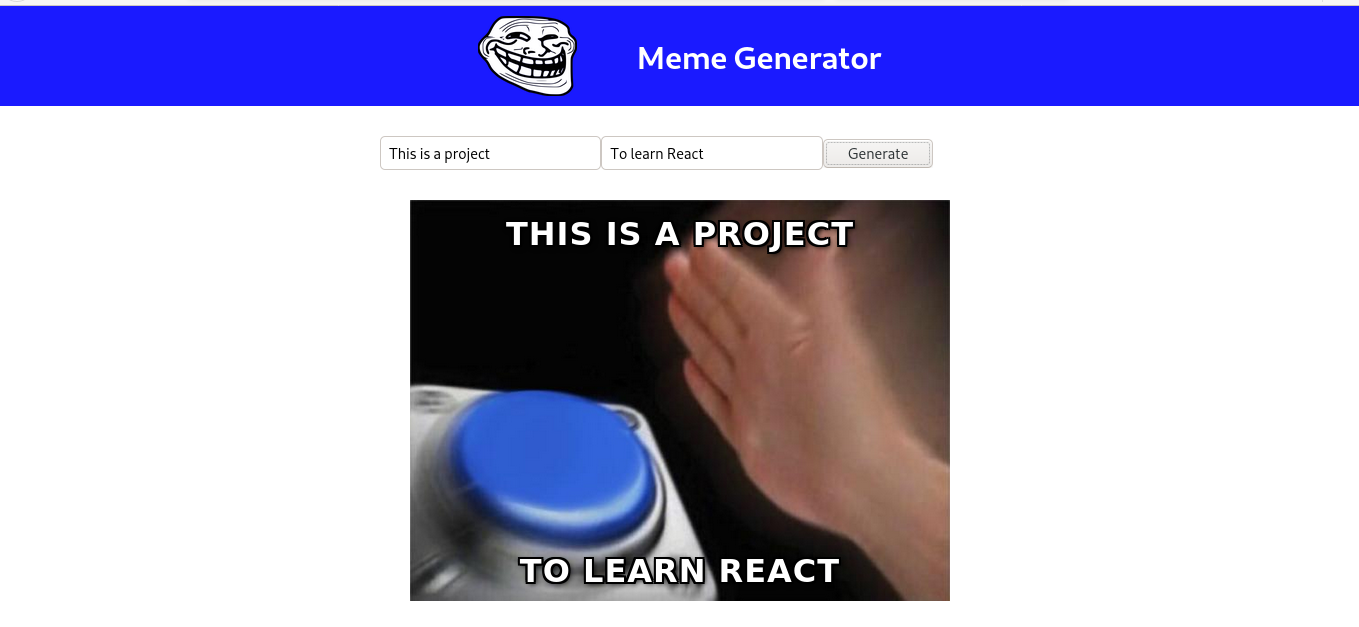 Meme Generator
This is a project
To learn React
Generate
THIS IS A PROJECT
TO LEARN REACT